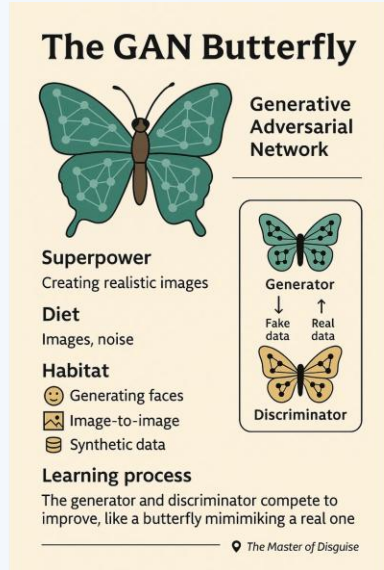 The GAN Butterfly
Generative
Adversarial
Network
Superpower
Creating realistic images
Diet
Images, noise
Habitat
Generating faces
Image-to-image
Synthetic data
Generator
Fake
data
Real
data
Discriminator
Learning process
The generator and discriminator compete to
improve, like a butterfly mimimiking a real one
The Master of Disguise